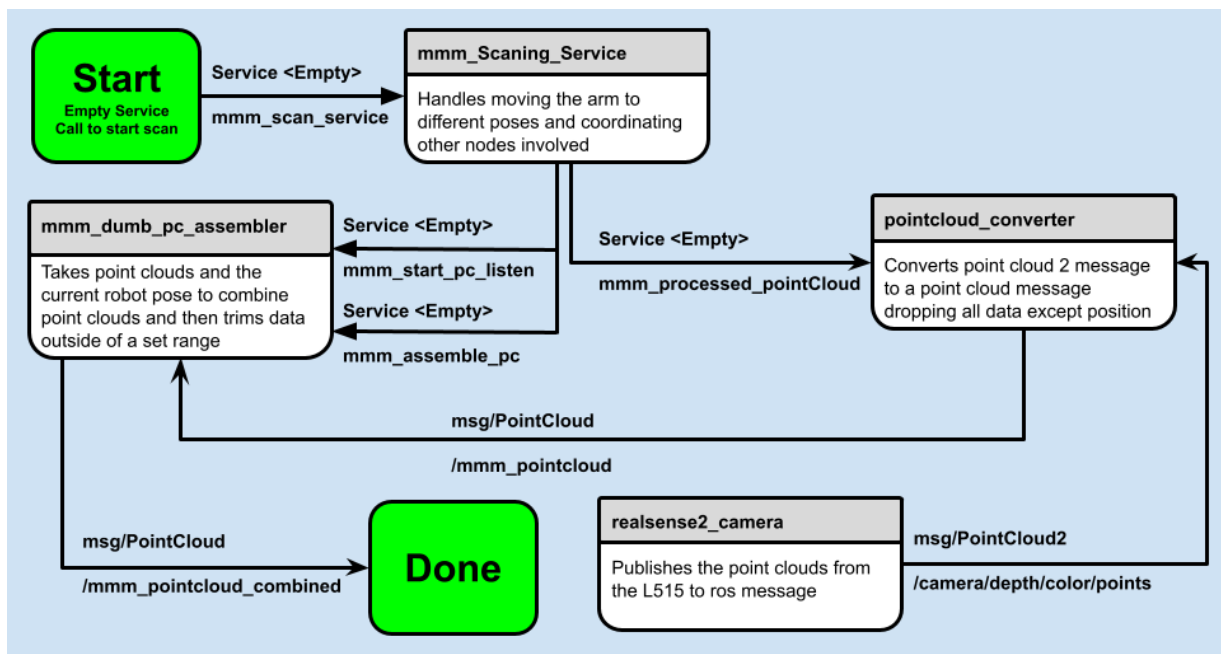 Start
Empty Service
Call to start scan
Service <Empty>
mmm_scan_service
mmm_Scaning_Service
Handles moving the arm to
different poses and coordinating
other nodes involved
mmm_dumb_pc_assembler
Takes point clouds and the
current robot pose to combine
point clouds and then trims data
outside of a set range
Service <Empty>
mmm_start_pc_listen
Service <Empty>
mmm_assemble_pc
Service <Empty>
mmm_processed_pointCloud
pointcloud_converter
Converts point cloud 2 message
to a point cloud message
dropping all data except position
msg/PointCloud
/mmm_pointcloud
msg/PointCloud
/mmm_pointcloud_combined
Done
realsense2_camera
Publishes the point clouds from
the L515 to ros message
msg/PointCloud2
/camera/depth/color/points